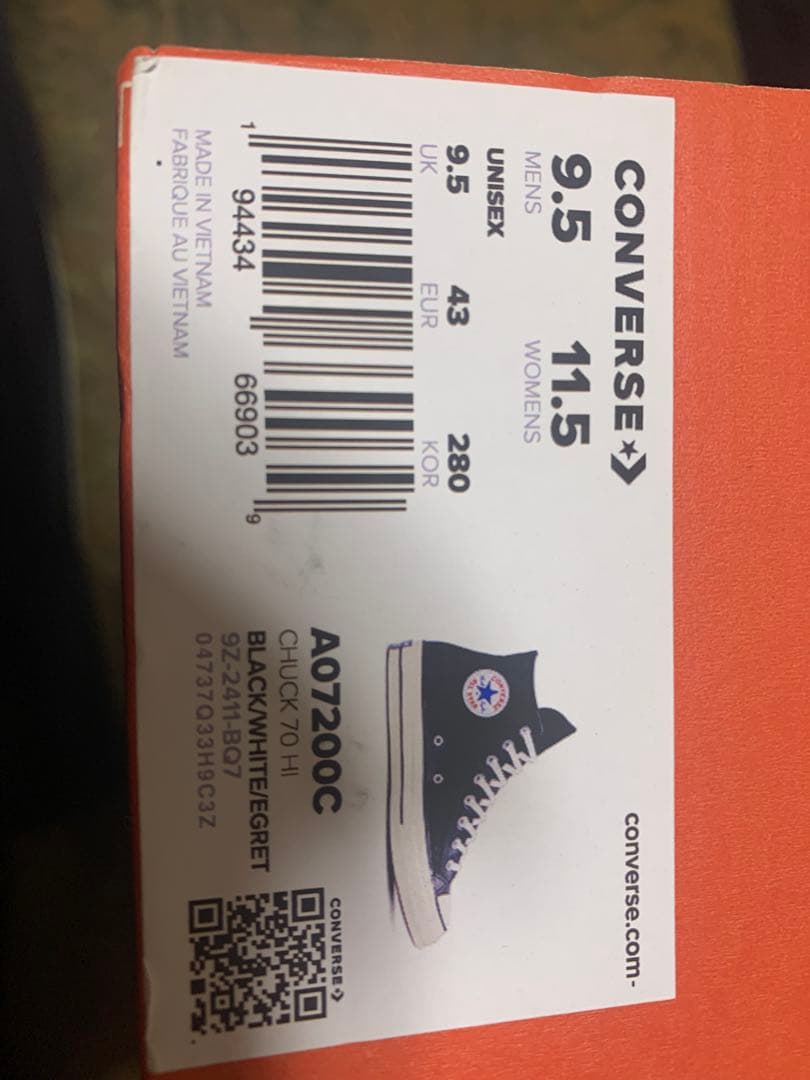 CONVERSE
converse.com-
9.5 11.5
MENS WOMENS
UNISEX
9.5 43 280
UK EUR KOR
1 94434 66903 9
MADE IN VIETNAM
FABRIQUE AU VIETNAM
A07200C
CHUCK 70 HI
BLACK/WHITE/EGRET
9Z-2411-BQ7
04737Q33H9C3Z
CONVERSE